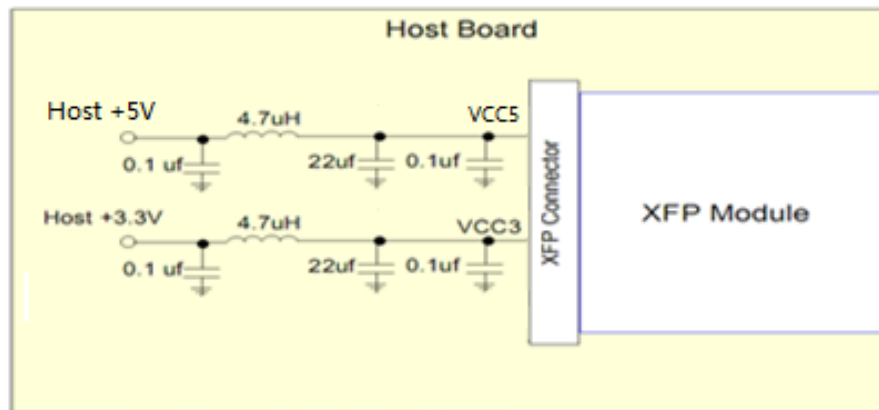 Host Board
Host +5V
4.7uH
VCC5
0.1 uf
22uf
0.1uf
Host +3.3V
4.7uH
VCC3
0.1 uf
22uf
0.1uf
XFP Connector
XFP Module